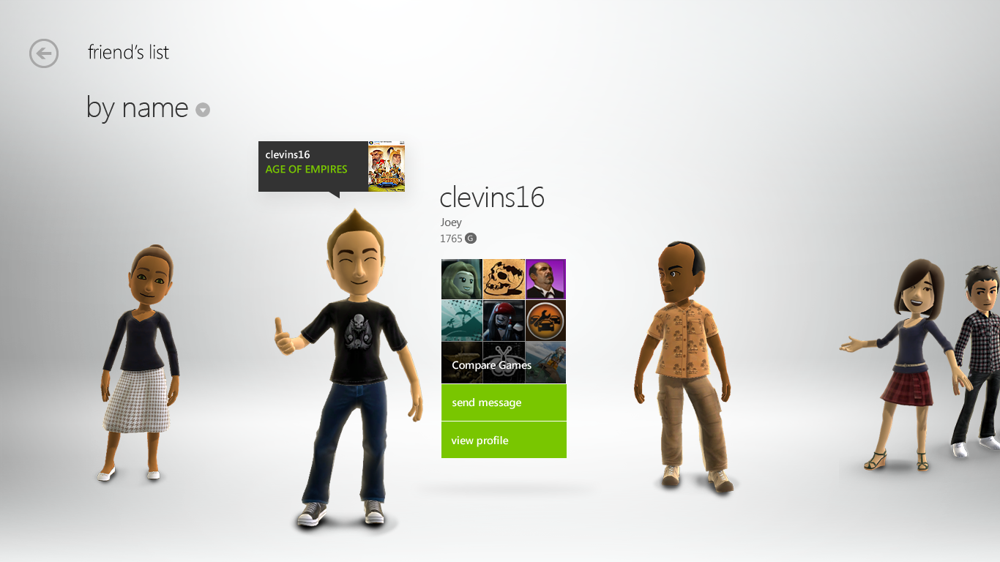 friend's list
by name
clevins16
AGE OF EMPIRES
clevins16
Joey
1765 G
Compare Games
send message
view profile